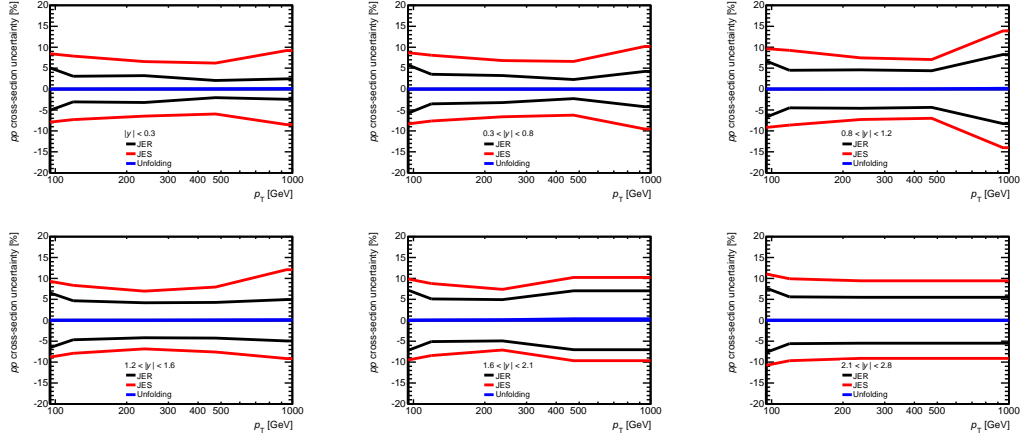 pp cross-section uncertainty [%]
20
15
10
5
0
-5
-10
-15
-20
|y| < 0.3
JER
JES
Unfolding
100
200
300
400
500
1000
p_T [GeV]
pp cross-section uncertainty [%]
20
15
10
5
0
-5
-10
-15
-20
0.3 < |y| < 0.8
JER
JES
Unfolding
100
200
300
400
500
1000
p_T [GeV]
pp cross-section uncertainty [%]
20
15
10
5
0
-5
-10
-15
-20
0.8 < |y| < 1.2
JER
JES
Unfolding
100
200
300
400
500
1000
p_T [GeV]
pp cross-section uncertainty [%]
20
15
10
5
0
-5
-10
-15
-20
1.2 < |y| < 1.6
JER
JES
Unfolding
100
200
300
400
500
1000
p_T [GeV]
pp cross-section uncertainty [%]
20
15
10
5
0
-5
-10
-15
-20
1.6 < |y| < 2.1
JER
JES
Unfolding
100
200
300
400
500
1000
p_T [GeV]
pp cross-section uncertainty [%]
20
15
10
5
0
-5
-10
-15
-20
2.1 < |y| < 2.8
JER
JES
Unfolding
100
200
300
400
500
1000
p_T [GeV]